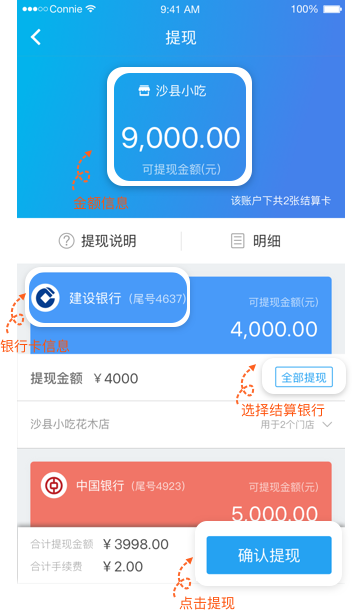 Connie 9:41 AM 100%
提现
沙县小吃
9,000.00
可提现金额(元)
金额信息
该账户下共2张结算卡
提现说明 明细
建设银行 (尾号4637) 可提现金额(元)
4,000.00
银行卡信息
提现金额 ¥4000 全部提现
选择结算银行
沙县小吃花木店 用于2个门店
中国银行 (尾号4923) 可提现金额(元)
5,000.00
合计提现金额 ¥3998.00
合计手续费 ¥2.00
确认提现
点击提现